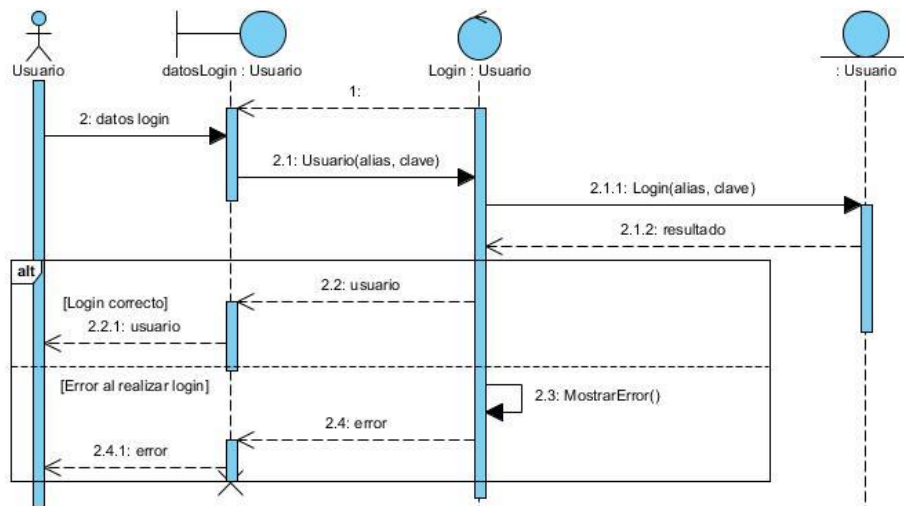 Usuario
datosLogin : Usuario
Login : Usuario
: Usuario
1:
2: datos login
2.1: Usuario(alias, clave)
2.1.1: Login(alias, clave)
2.1.2: resultado
alt
2.2: usuario
[Login correcto]
2.2.1: usuario
[Error al realizar login]
2.3: MostrarError()
2.4: error
2.4.1: error